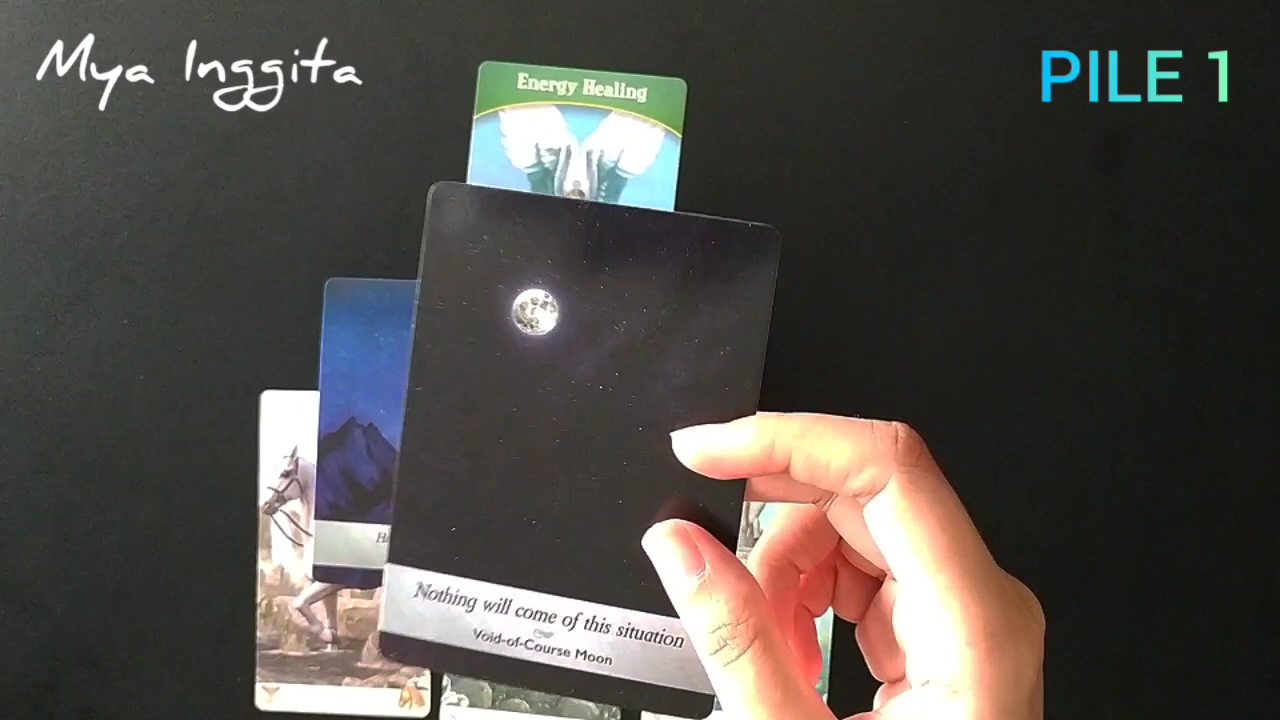 Mya Inggita
PILE 1
Energy Healing
Nothing will come of this situation
Void-of-Course Moon